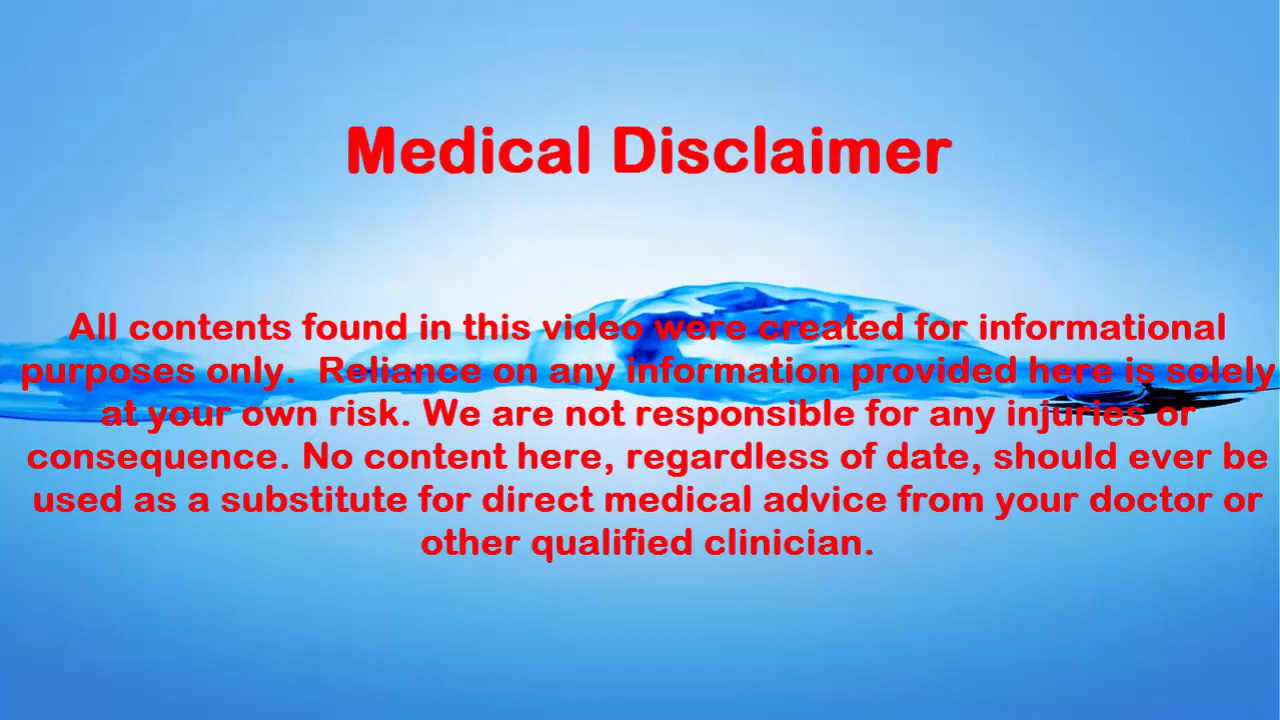 Medical Disclaimer
All contents found in this video were created for informational
purposes only.  Reliance on any information provided here is solely
at your own risk. We are not responsible for any injuries or
consequence. No content here, regardless of date, should ever be
used as a substitute for direct medical advice from your doctor or
other qualified clinician.